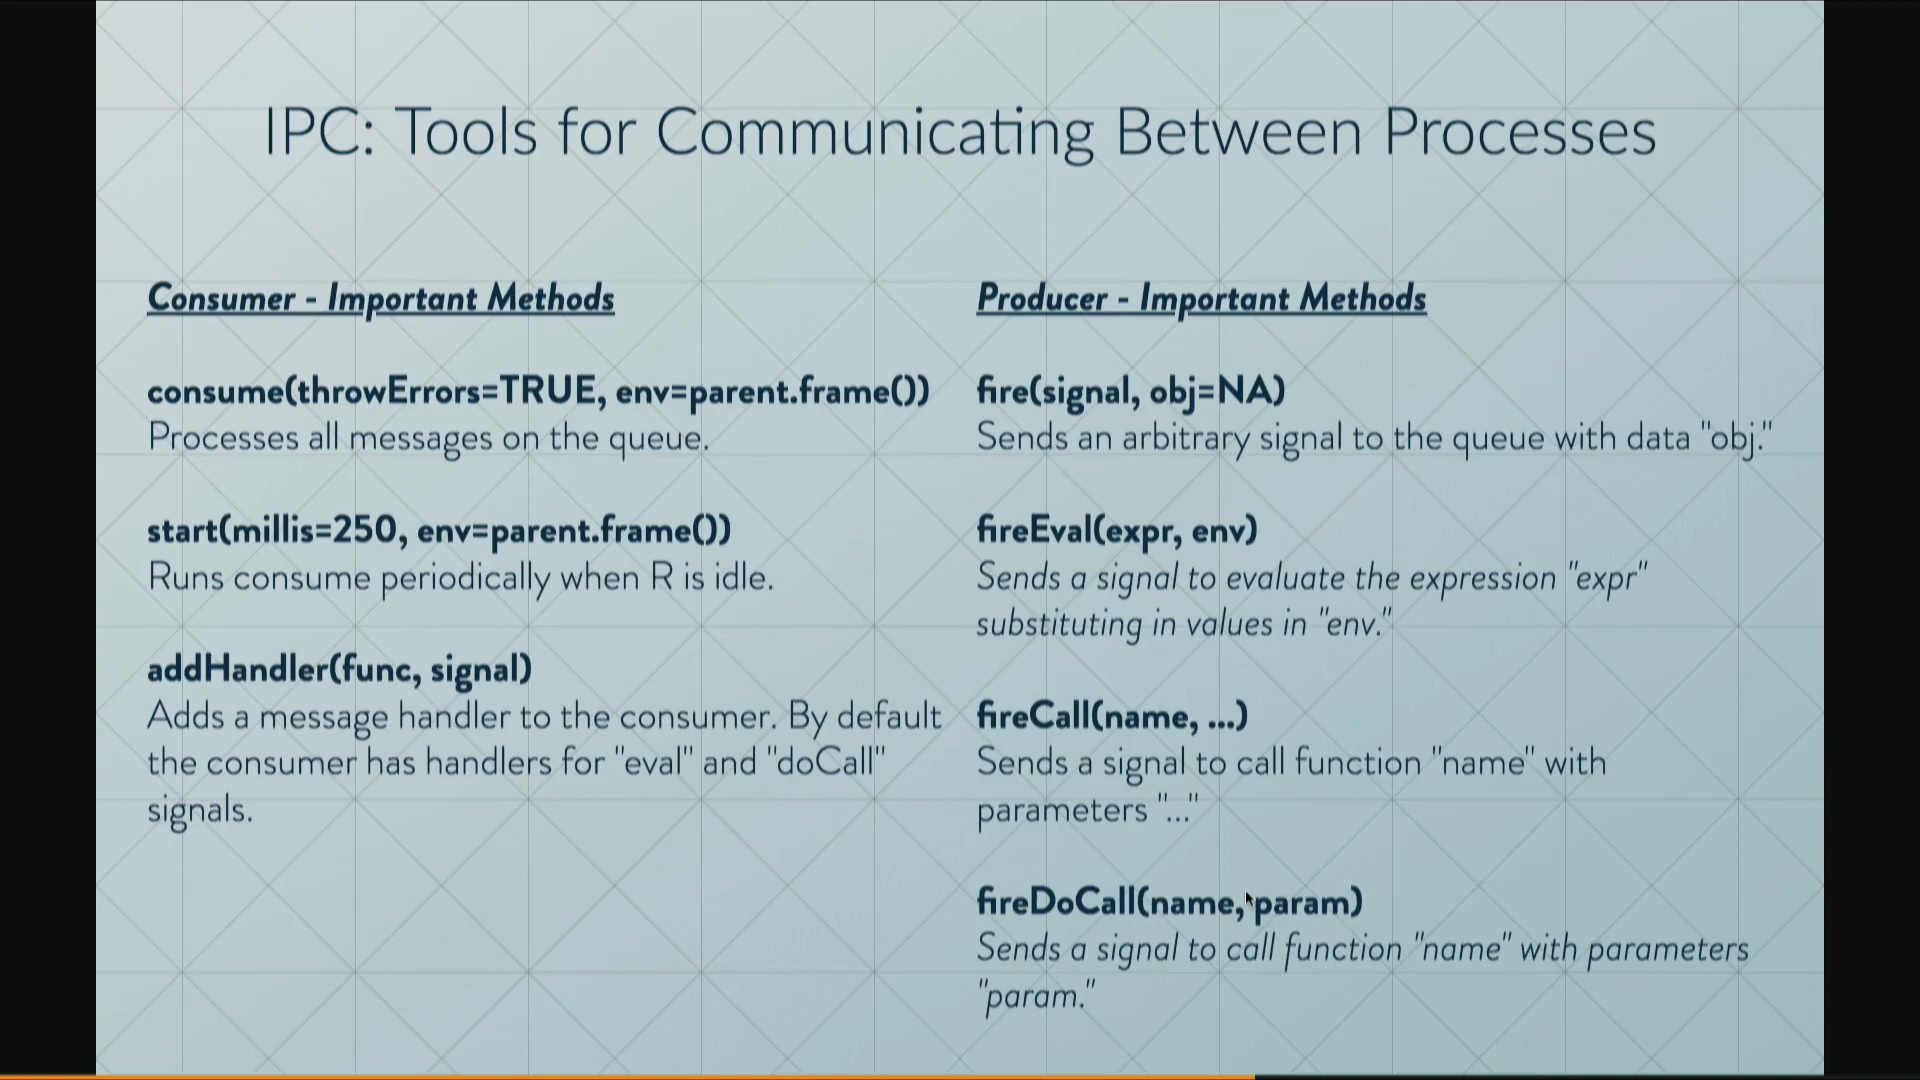 IPC: Tools for Communicating Between Processes
Consumer - Important Methods
consume(throwErrors=TRUE, env=parent.frame())
Processes all messages on the queue.
start(millis=250, env=parent.frame())
Runs consume periodically when R is idle.
addHandler(func, signal)
Adds a message handler to the consumer. By default
the consumer has handlers for "eval" and "doCall"
signals.
Producer - Important Methods
fire(signal, obj=NA)
Sends an arbitrary signal to the queue with data "obj."
fireEval(expr, env)
Sends a signal to evaluate the expression "expr"
substituting in values in "env."
fireCall(name, ...)
Sends a signal to call function "name" with
parameters "..."
fireDoCall(name, param)
Sends a signal to call function "name" with parameters
"param."